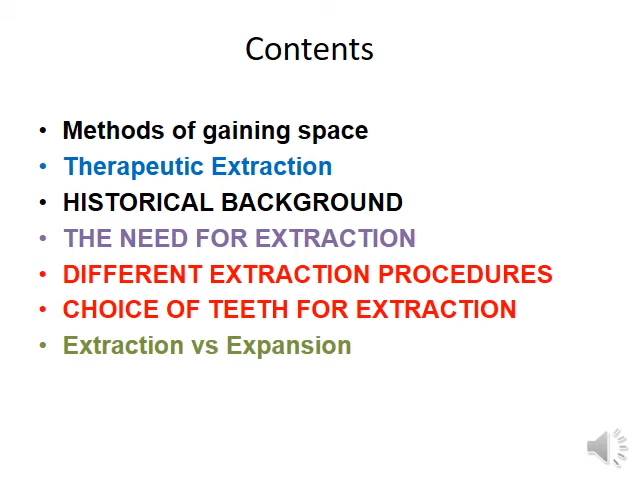 Contents
• Methods of gaining space
• Therapeutic Extraction
• HISTORICAL BACKGROUND
• THE NEED FOR EXTRACTION
• DIFFERENT EXTRACTION PROCEDURES
• CHOICE OF TEETH FOR EXTRACTION
• Extraction vs Expansion